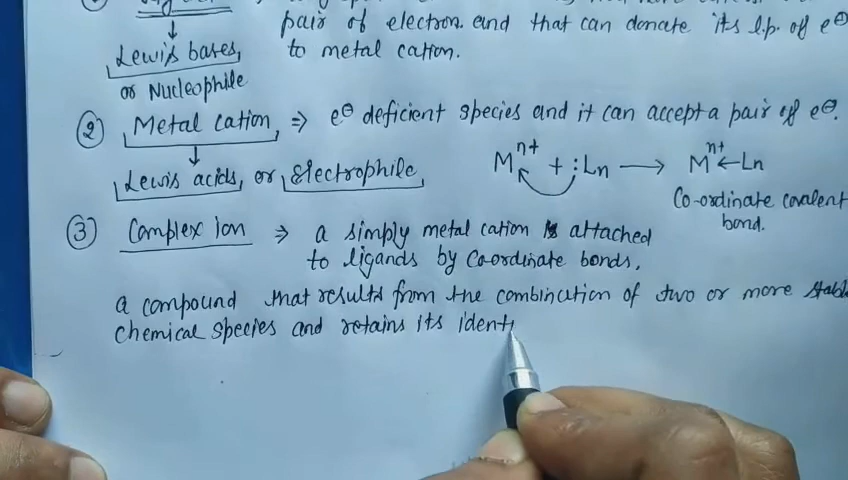 pair of electron and that can donate its l.p. of e⊖
Lewis bases, to metal cation.
or Nucleophile
② Metal cation, ⇒ e⊖ deficient species and it can accept a pair of e⊖.
↓
Lewis acids, or Electrophile,
Mⁿ⁺ + :Ln ⟶ Mⁿ⁺←Ln
Co-ordinate covalent
bond.
③ Complex ion ⇒ a simply metal cation is attached
to ligands by Co-ordinate bonds,
a compound that results from the combination of two or more stabl
chemical species and retains its ident